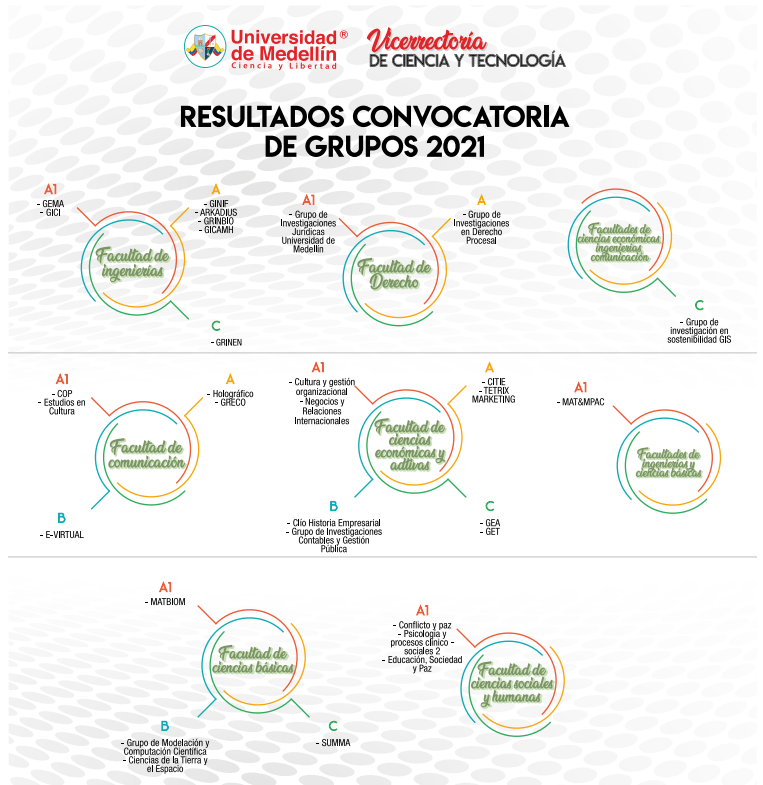 Universidad®
de Medellín
Ciencia y Libertad
Vicerrectoría
DE CIENCIA Y TECNOLOGÍA
RESULTADOS CONVOCATORIA
DE GRUPOS 2021
A1
- GEMA
- GICI
A
- GINIF
- ARKADIUS
- GRINBIO
- GICAMH
Facultad de
ingenierías
C
- GRINEN
A1
- Grupo de
Investigaciones
Jurídicas
Universidad de
Medellín
A
- Grupo de
Investigaciones
en Derecho
Procesal
Facultad de
Derecho
Facultades de
ciencias económicas,
ingenierías
comunicación
C
- Grupo de
investigación en
sostenibilidad GIS
A1
- COP
- Estudios en
Cultura
A
- Holográfico
- GRECO
Facultad de
comunicación
B
- E-VIRTUAL
A1
- Cultura y gestión
organizacional
- Negocios y
Relaciones
Internacionales
A
- CITIE
- TETRIX
MARKETING
Facultad de
ciencias
económicas y
adtivas
B
- Clío Historia Empresarial
- Grupo de Investigaciones
Contables y Gestión
Pública
C
- GEA
- GET
A1
- MAT&MPAC
Facultades de
ingenierías y
ciencias básicas
A1
- MATBIOM
Facultad de
ciencias básicas
B
- Grupo de Modelación y
Computación Científica
- Ciencias de la Tierra y
el Espacio
C
- SUMMA
A1
- Conflicto y paz
- Psicología y
procesos clínico -
sociales 2
- Educación, Sociedad
y Paz
Facultad de
ciencias sociales
y humanas